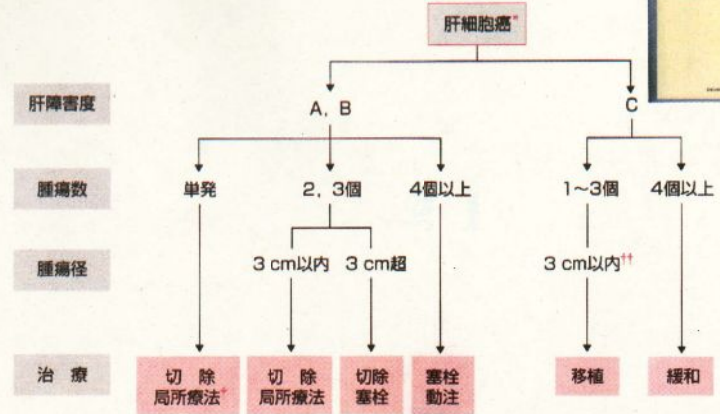 肝細胞癌*
肝障害度
A, B
C
腫瘍数
単発
2, 3個
4個以上
1~3個
4個以上
腫瘍径
3 cm以内
3 cm超
3 cm以内††
治 療
切 除
局所療法†
切 除
局所療法
切除
塞栓
塞栓
動注
移植
緩和